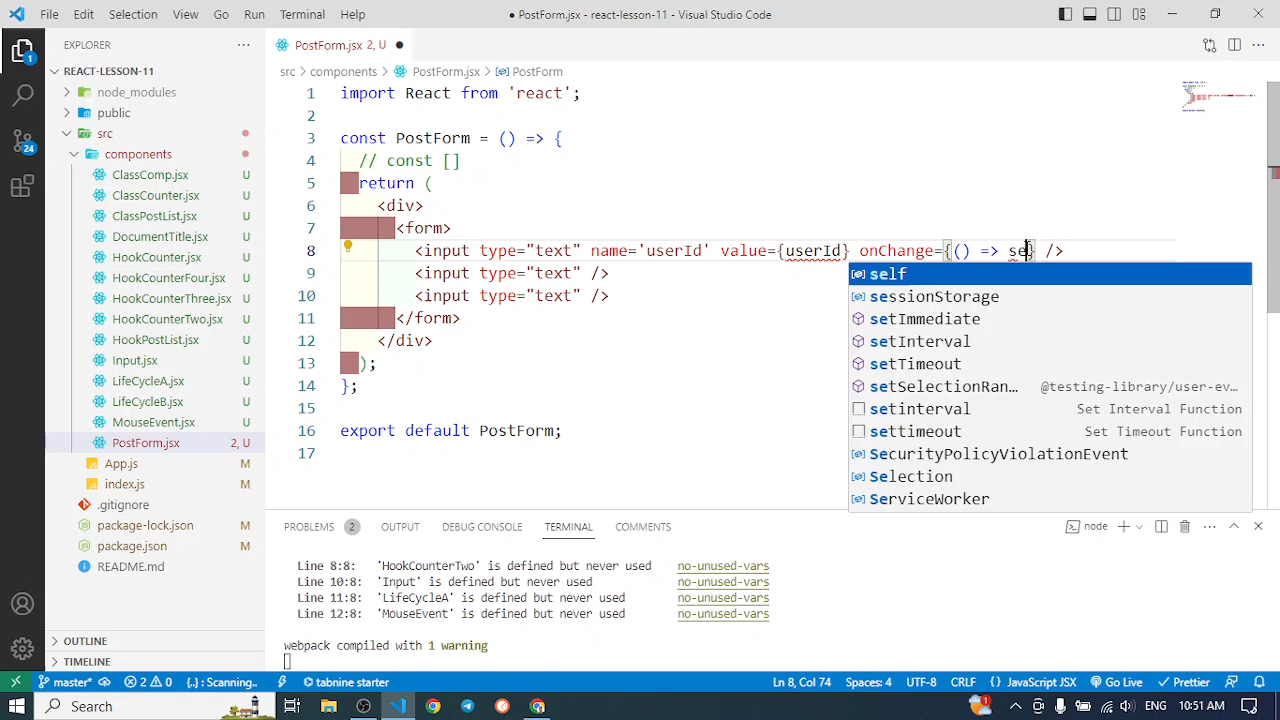 File Edit Selection View Go Run Terminal Help
● PostForm.jsx - react-lesson-11 - Visual Studio Code
EXPLORER ···
PostForm.jsx 2, U ●
REACT-LESSON-11
src > components > PostForm.jsx > PostForm
node_modules
public
src
components
ClassComp.jsx U
ClassCounter.jsx U
ClassPostList.jsx U
DocumentTitle.jsx U
HookCounter.jsx U
HookCounterFour.jsx U
HookCounterThree.jsx U
HookCounterTwo.jsx U
HookPostList.jsx U
Input.jsx U
LifeCycleA.jsx U
LifeCycleB.jsx U
MouseEvent.jsx U
PostForm.jsx 2, U
App.js M
index.js M
.gitignore
package-lock.json M
package.json M
README.md
OUTLINE
TIMELINE
1 import React from 'react';
2
3 const PostForm = () => {
4 // const []
5 return (
6 <div>
7 <form>
8 <input type="text" name='userId' value={userId} onChange={() => se} />
9 <input type="text" />
10 <input type="text" />
11 </form>
12 </div>
13 );
14 };
15
16 export default PostForm;
17
self
sessionStorage
setImmediate
setInterval
setTimeout
setSelectionRan… @testing-library/user-ev…
setinterval Set Interval Function
settimeout Set Timeout Function
SecurityPolicyViolationEvent
Selection
ServiceWorker
PROBLEMS 2 OUTPUT DEBUG CONSOLE TERMINAL COMMENTS
node
Line 8:8: 'HookCounterTwo' is defined but never used no-unused-vars
Line 10:8: 'Input' is defined but never used no-unused-vars
Line 11:8: 'LifeCycleA' is defined but never used no-unused-vars
Line 12:8: 'MouseEvent' is defined but never used no-unused-vars
webpack compiled with 1 warning
1
24
master* 2 0 {..} : Scanning.. tabnine starter
Ln 8, Col 74 Spaces: 4 UTF-8 CRLF {} JavaScript JSX Go Live Prettier
Search
1
ENG 10:51 AM